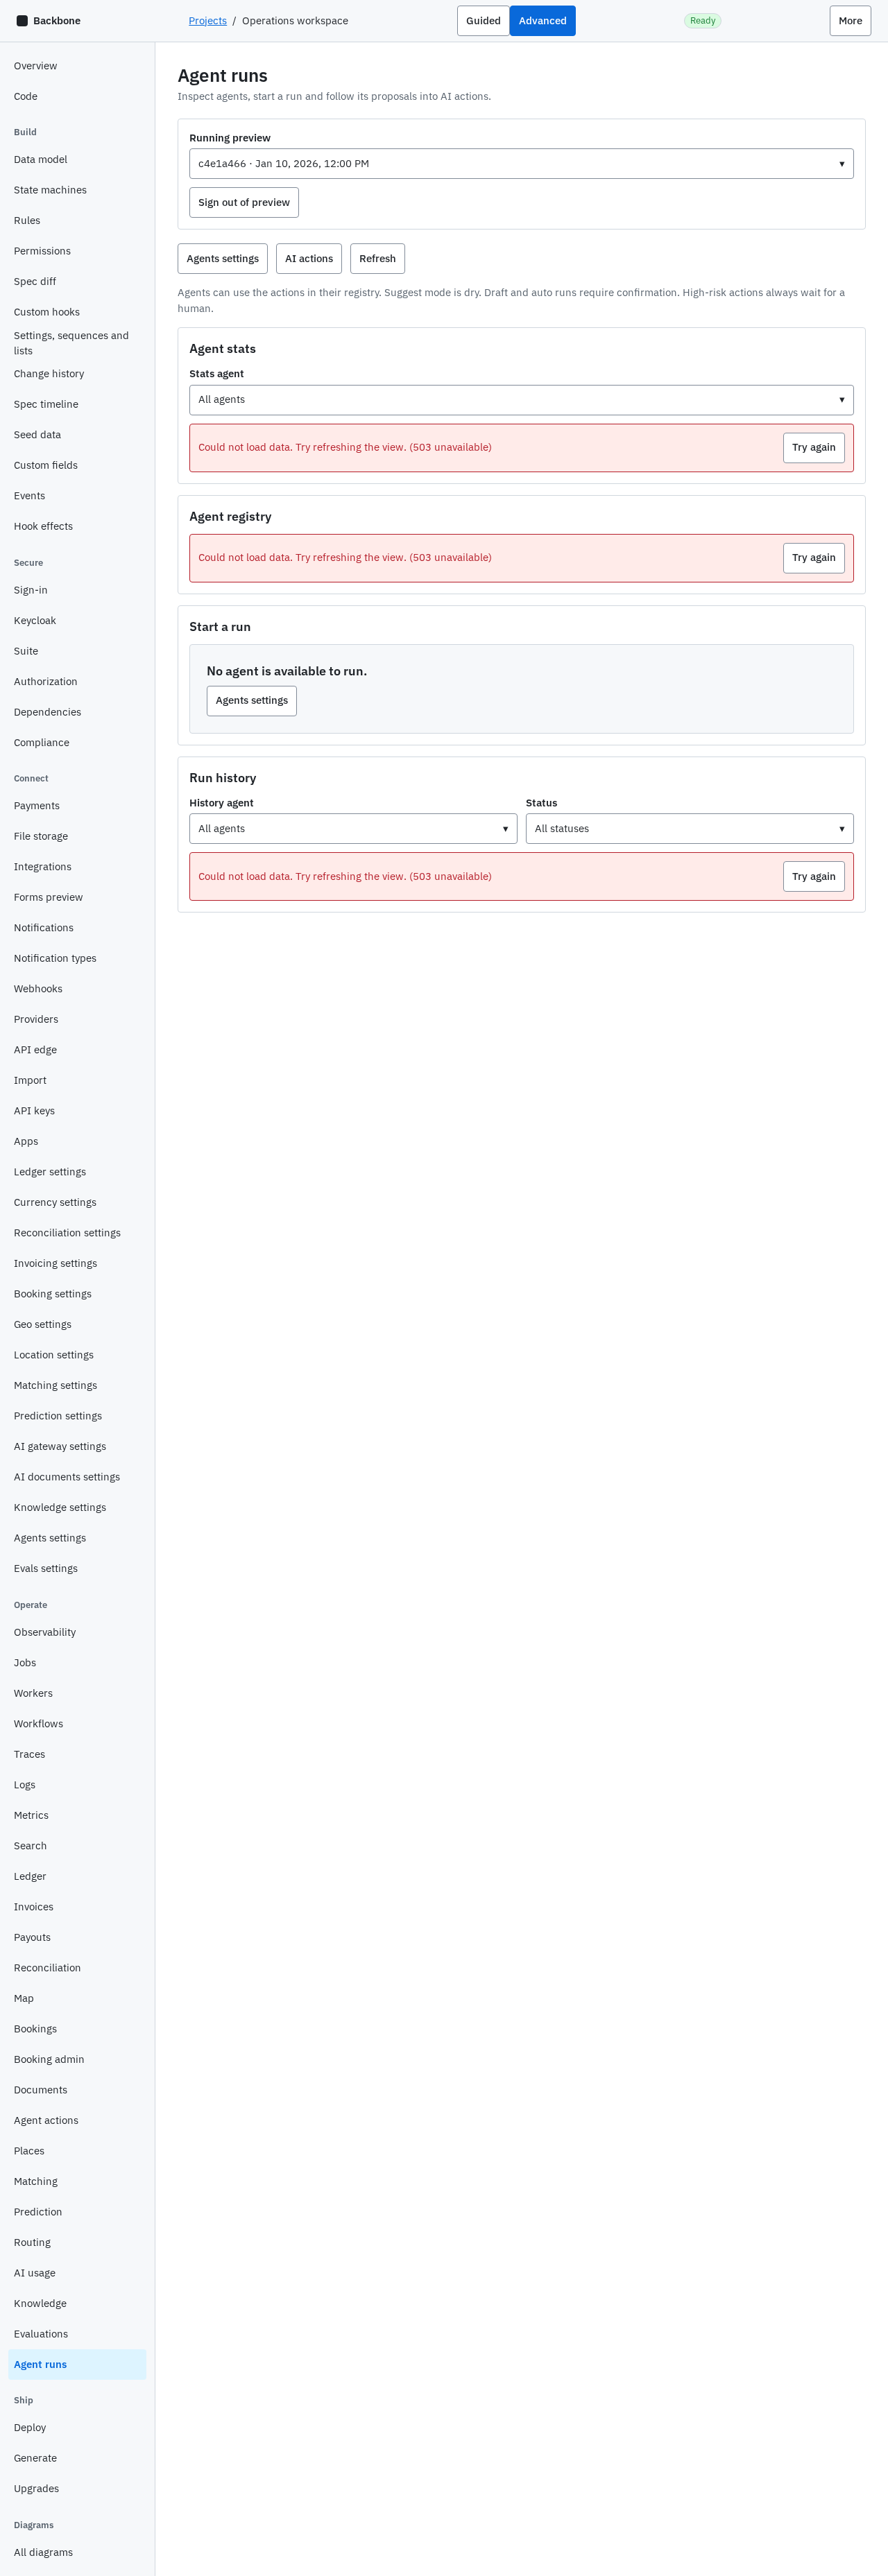 Backbone
Projects / Operations workspace
Guided
Advanced
Ready
More
Overview
Code
Build
Data model
State machines
Rules
Permissions
Spec diff
Custom hooks
Settings, sequences and
lists
Change history
Spec timeline
Seed data
Custom fields
Events
Hook effects
Secure
Sign-in
Keycloak
Suite
Authorization
Dependencies
Compliance
Connect
Payments
File storage
Integrations
Forms preview
Notifications
Notification types
Webhooks
Providers
API edge
Import
API keys
Apps
Ledger settings
Currency settings
Reconciliation settings
Invoicing settings
Booking settings
Geo settings
Location settings
Matching settings
Prediction settings
AI gateway settings
AI documents settings
Knowledge settings
Agents settings
Evals settings
Operate
Observability
Jobs
Workers
Workflows
Traces
Logs
Metrics
Search
Ledger
Invoices
Payouts
Reconciliation
Map
Bookings
Booking admin
Documents
Agent actions
Places
Matching
Prediction
Routing
AI usage
Knowledge
Evaluations
Agent runs
Ship
Deploy
Generate
Upgrades
Diagrams
All diagrams
Agent runs
Inspect agents, start a run and follow its proposals into AI actions.
Running preview
c4e1a466 · Jan 10, 2026, 12:00 PM
Sign out of preview
Agents settings
AI actions
Refresh
Agents can use the actions in their registry. Suggest mode is dry. Draft and auto runs require confirmation. High-risk actions always wait for a
human.
Agent stats
Stats agent
All agents
Could not load data. Try refreshing the view. (503 unavailable)
Try again
Agent registry
Could not load data. Try refreshing the view. (503 unavailable)
Try again
Start a run
No agent is available to run.
Agents settings
Run history
History agent
Status
All agents
All statuses
Could not load data. Try refreshing the view. (503 unavailable)
Try again